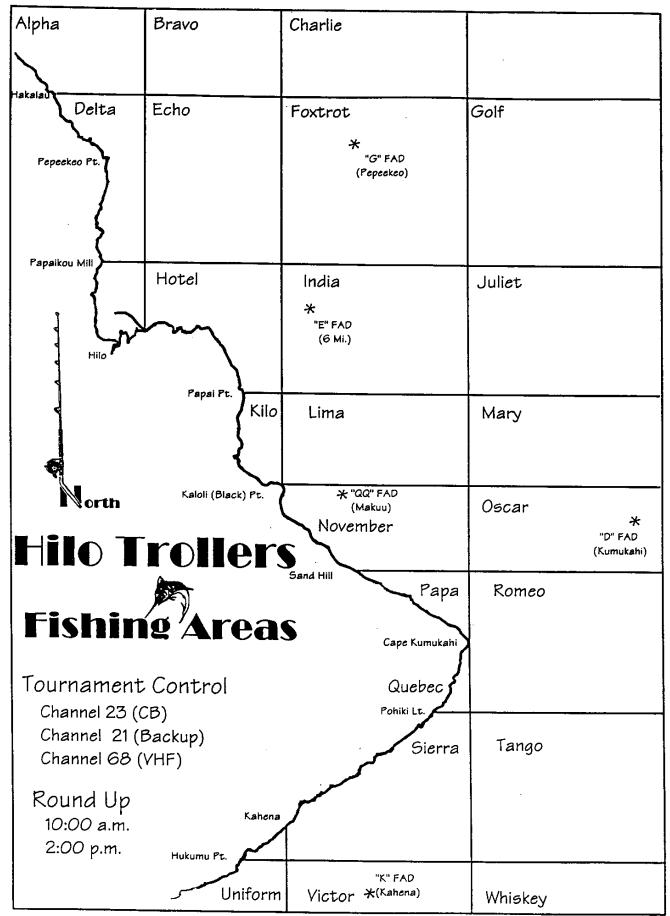 Alpha
Bravo
Charlie
Hakalau
Delta
Echo
Foxtrot
Golf
"G" FAD
(Pepeekeo)
Pepeekeo Pt.
Papaikou Mill
Hotel
India
Juliet
"E" FAD
(6 Mi.)
Hilo
Papai Pt.
Kilo
Lima
Mary
Kaloli (Black) Pt.
"QQ" FAD
(Makuu)
November
Oscar
"D" FAD
(Kumukahi)
North
Hilo Trollers
Fishing Areas
Sand Hill
Papa
Romeo
Cape Kumukahi
Quebec
Pohiki Lt.
Sierra
Tango
Tournament Control
Channel 23 (CB)
Channel 21 (Backup)
Channel 68 (VHF)
Round Up
10:00 a.m.
2:00 p.m.
Kahena
Hukumu Pt.
Uniform
Victor
"K" FAD
(Kahena)
Whiskey